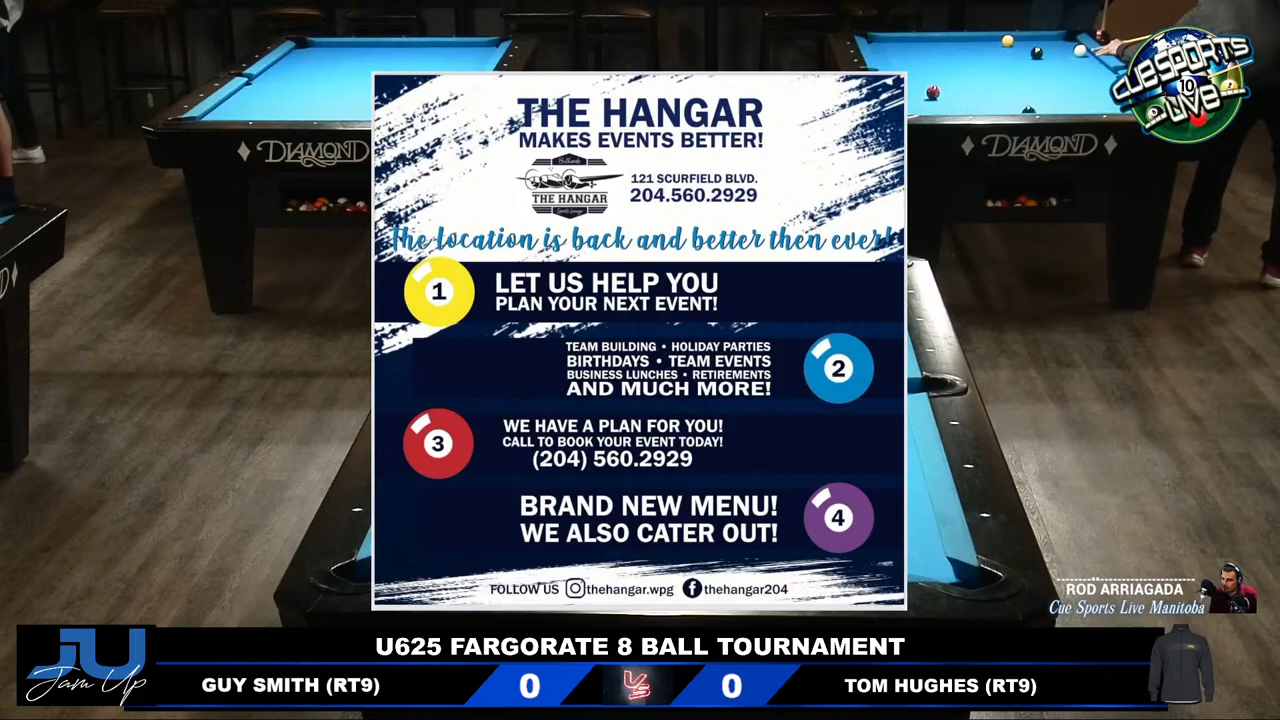 THE HANGAR
MAKES EVENTS BETTER!
Billiards
THE HANGAR
Sports Lounge
121 SCURFIELD BLVD.
204.560.2929
The location is back and better then ever!
1
LET US HELP YOU
PLAN YOUR NEXT EVENT!
TEAM BUILDING • HOLIDAY PARTIES
BIRTHDAYS • TEAM EVENTS
BUSINESS LUNCHES • RETIREMENTS
AND MUCH MORE!
2
3
WE HAVE A PLAN FOR YOU!
CALL TO BOOK YOUR EVENT TODAY!
(204) 560.2929
BRAND NEW MENU!
WE ALSO CATER OUT!
4
FOLLOW US thehangar.wpg thehangar204
DIAMOND
DIAMOND
CUESPORTS
10
LIVE
ROD ARRIAGADA
Cue Sports Live Manitoba
U625 FARGORATE 8 BALL TOURNAMENT
JU
Jam Up
GUY SMITH (RT9)
0
VS
0
TOM HUGHES (RT9)